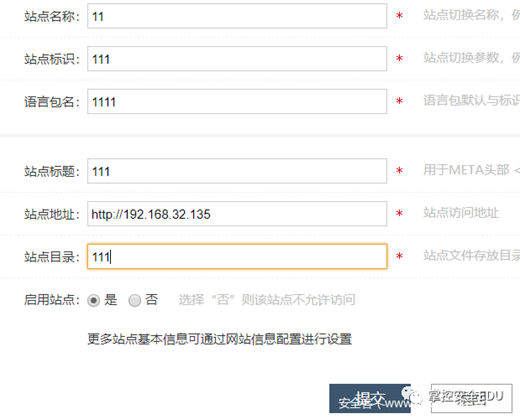 站点名称： 11 * 站点切换名称，例
站点标识： 111 * 站点切换参数，例
语言包名： 1111 * 语言包默认与标识
站点标题： 111 * 用于META头部 <
站点地址： http://192.168.32.135 * 站点访问地址
站点目录： 111 * 站点文件存放目录
启用站点： 是 否 选择“否”则该站点不允许访问
更多站点基本信息可通过网站信息配置进行设置
提交
安全客 ( www. 掌控安全EDU